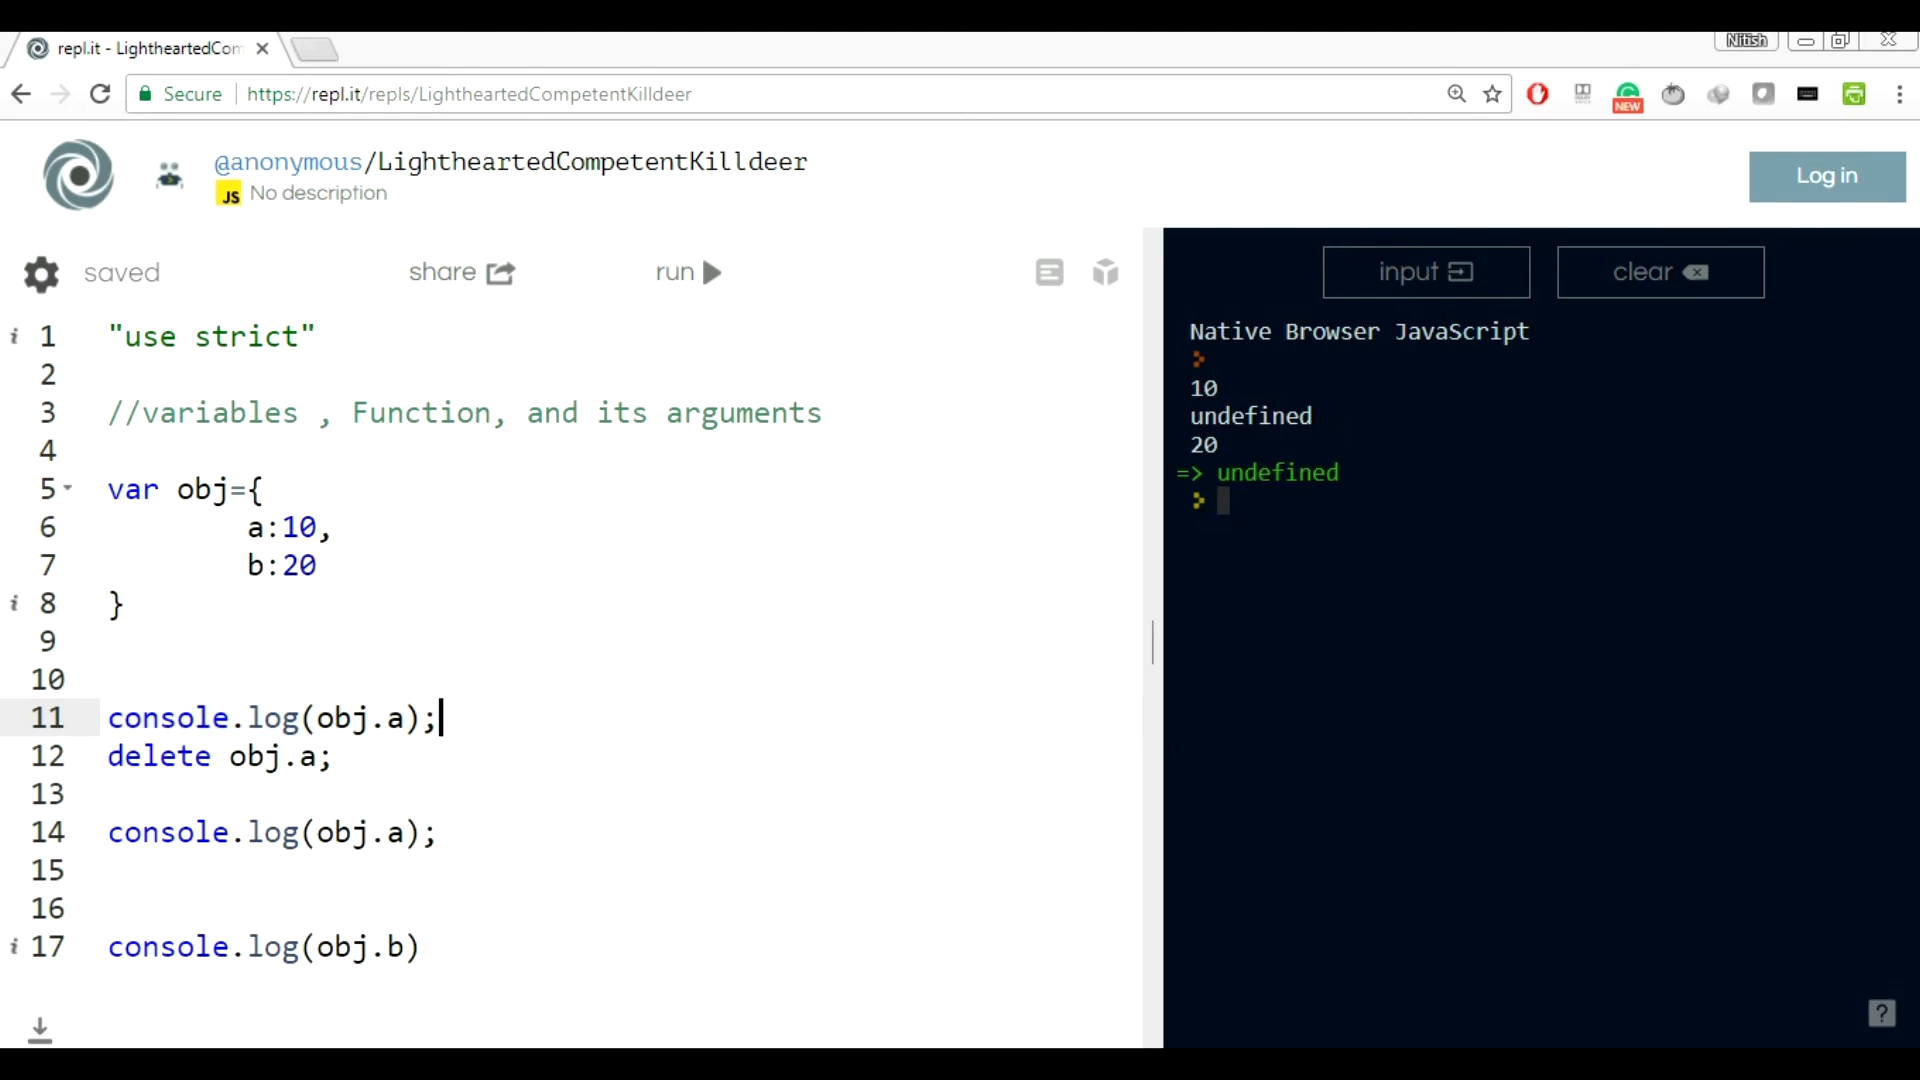 repl.it - LightheartedCom
Nitish
Secure https://repl.it/repls/LightheartedCompetentKilldeer
NEW
@anonymous/LightheartedCompetentKilldeer
JS No description
Log in
saved share run
input clear
i 1 "use strict"
2
3 //variables , Function, and its arguments
4
5 var obj={
6 a:10,
7 b:20
i 8 }
9
10
11 console.log(obj.a);
12 delete obj.a;
13
14 console.log(obj.a);
15
16
i 17 console.log(obj.b)
Native Browser JavaScript
>
10
undefined
20
=> undefined
>
?